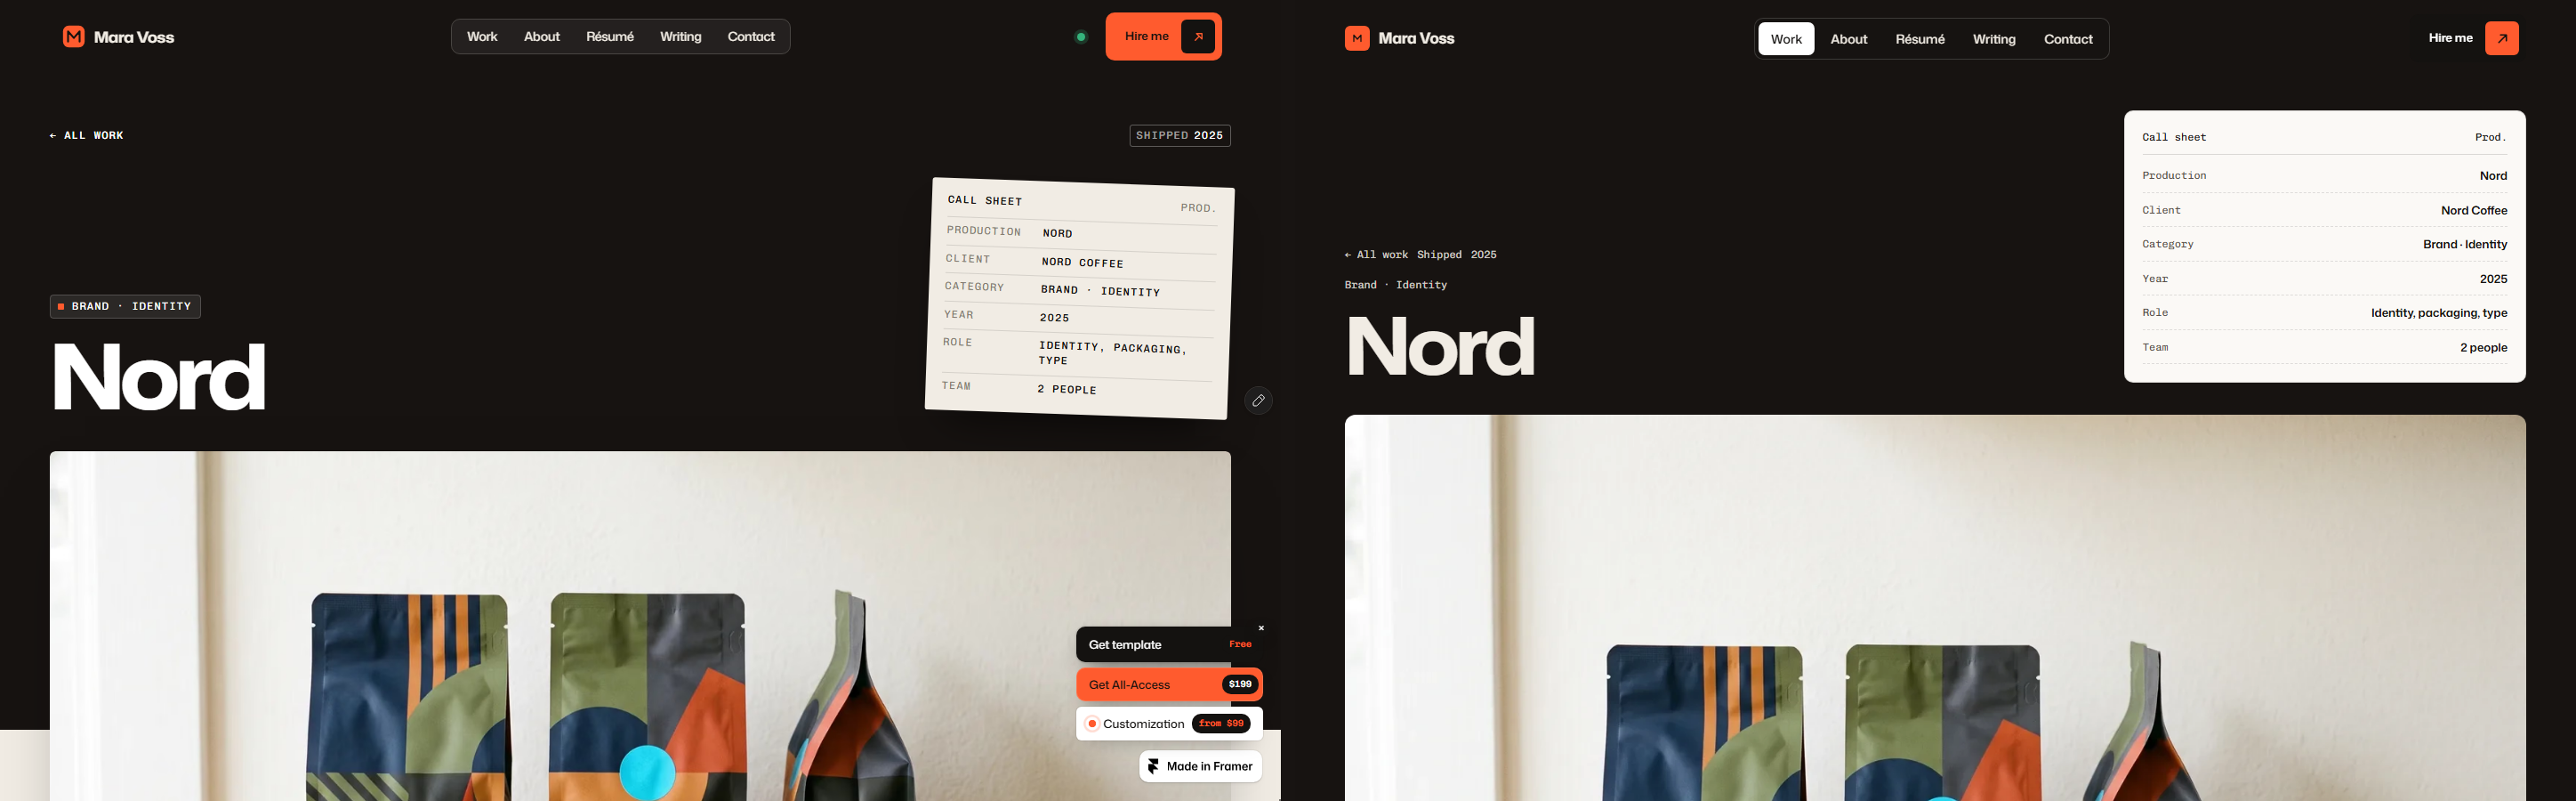 Mara Voss
Work About Résumé Writing Contact
Hire me
← ALL WORK
SHIPPED 2025
CALL SHEET PROD.
PRODUCTION NORD
CLIENT NORD COFFEE
CATEGORY BRAND · IDENTITY
YEAR 2025
ROLE IDENTITY, PACKAGING,
TYPE
TEAM 2 PEOPLE
BRAND · IDENTITY
Nord
Get template Free
Get All-Access $199
Customization from $99
Made in Framer
Mara Voss
Work About Résumé Writing Contact
Hire me
← All work Shipped 2025
Brand · Identity
Nord
Call sheet Prod.
Production Nord
Client Nord Coffee
Category Brand · Identity
Year 2025
Role Identity, packaging, type
Team 2 people